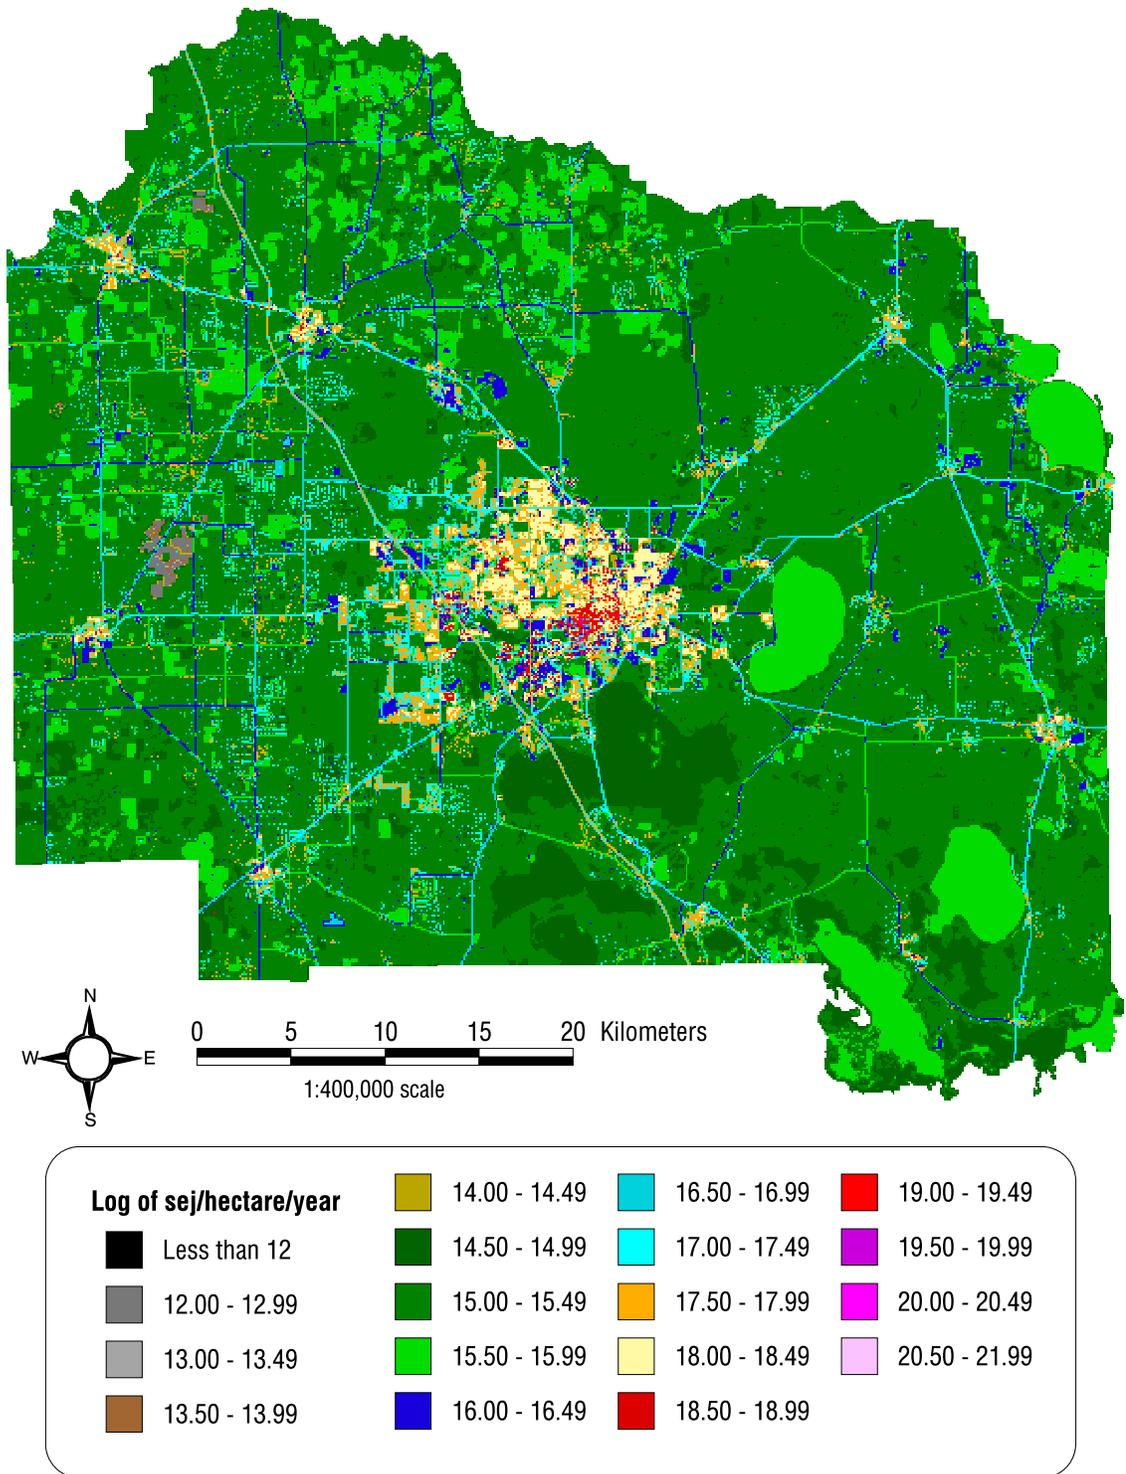 N
W E
S
0 5 10 15 20 Kilometers
1:400,000 scale
Log of sej/hectare/year
Less than 12
12.00 - 12.99
13.00 - 13.49
13.50 - 13.99
14.00 - 14.49
14.50 - 14.99
15.00 - 15.49
15.50 - 15.99
16.00 - 16.49
16.50 - 16.99
17.00 - 17.49
17.50 - 17.99
18.00 - 18.49
18.50 - 18.99
19.00 - 19.49
19.50 - 19.99
20.00 - 20.49
20.50 - 21.99